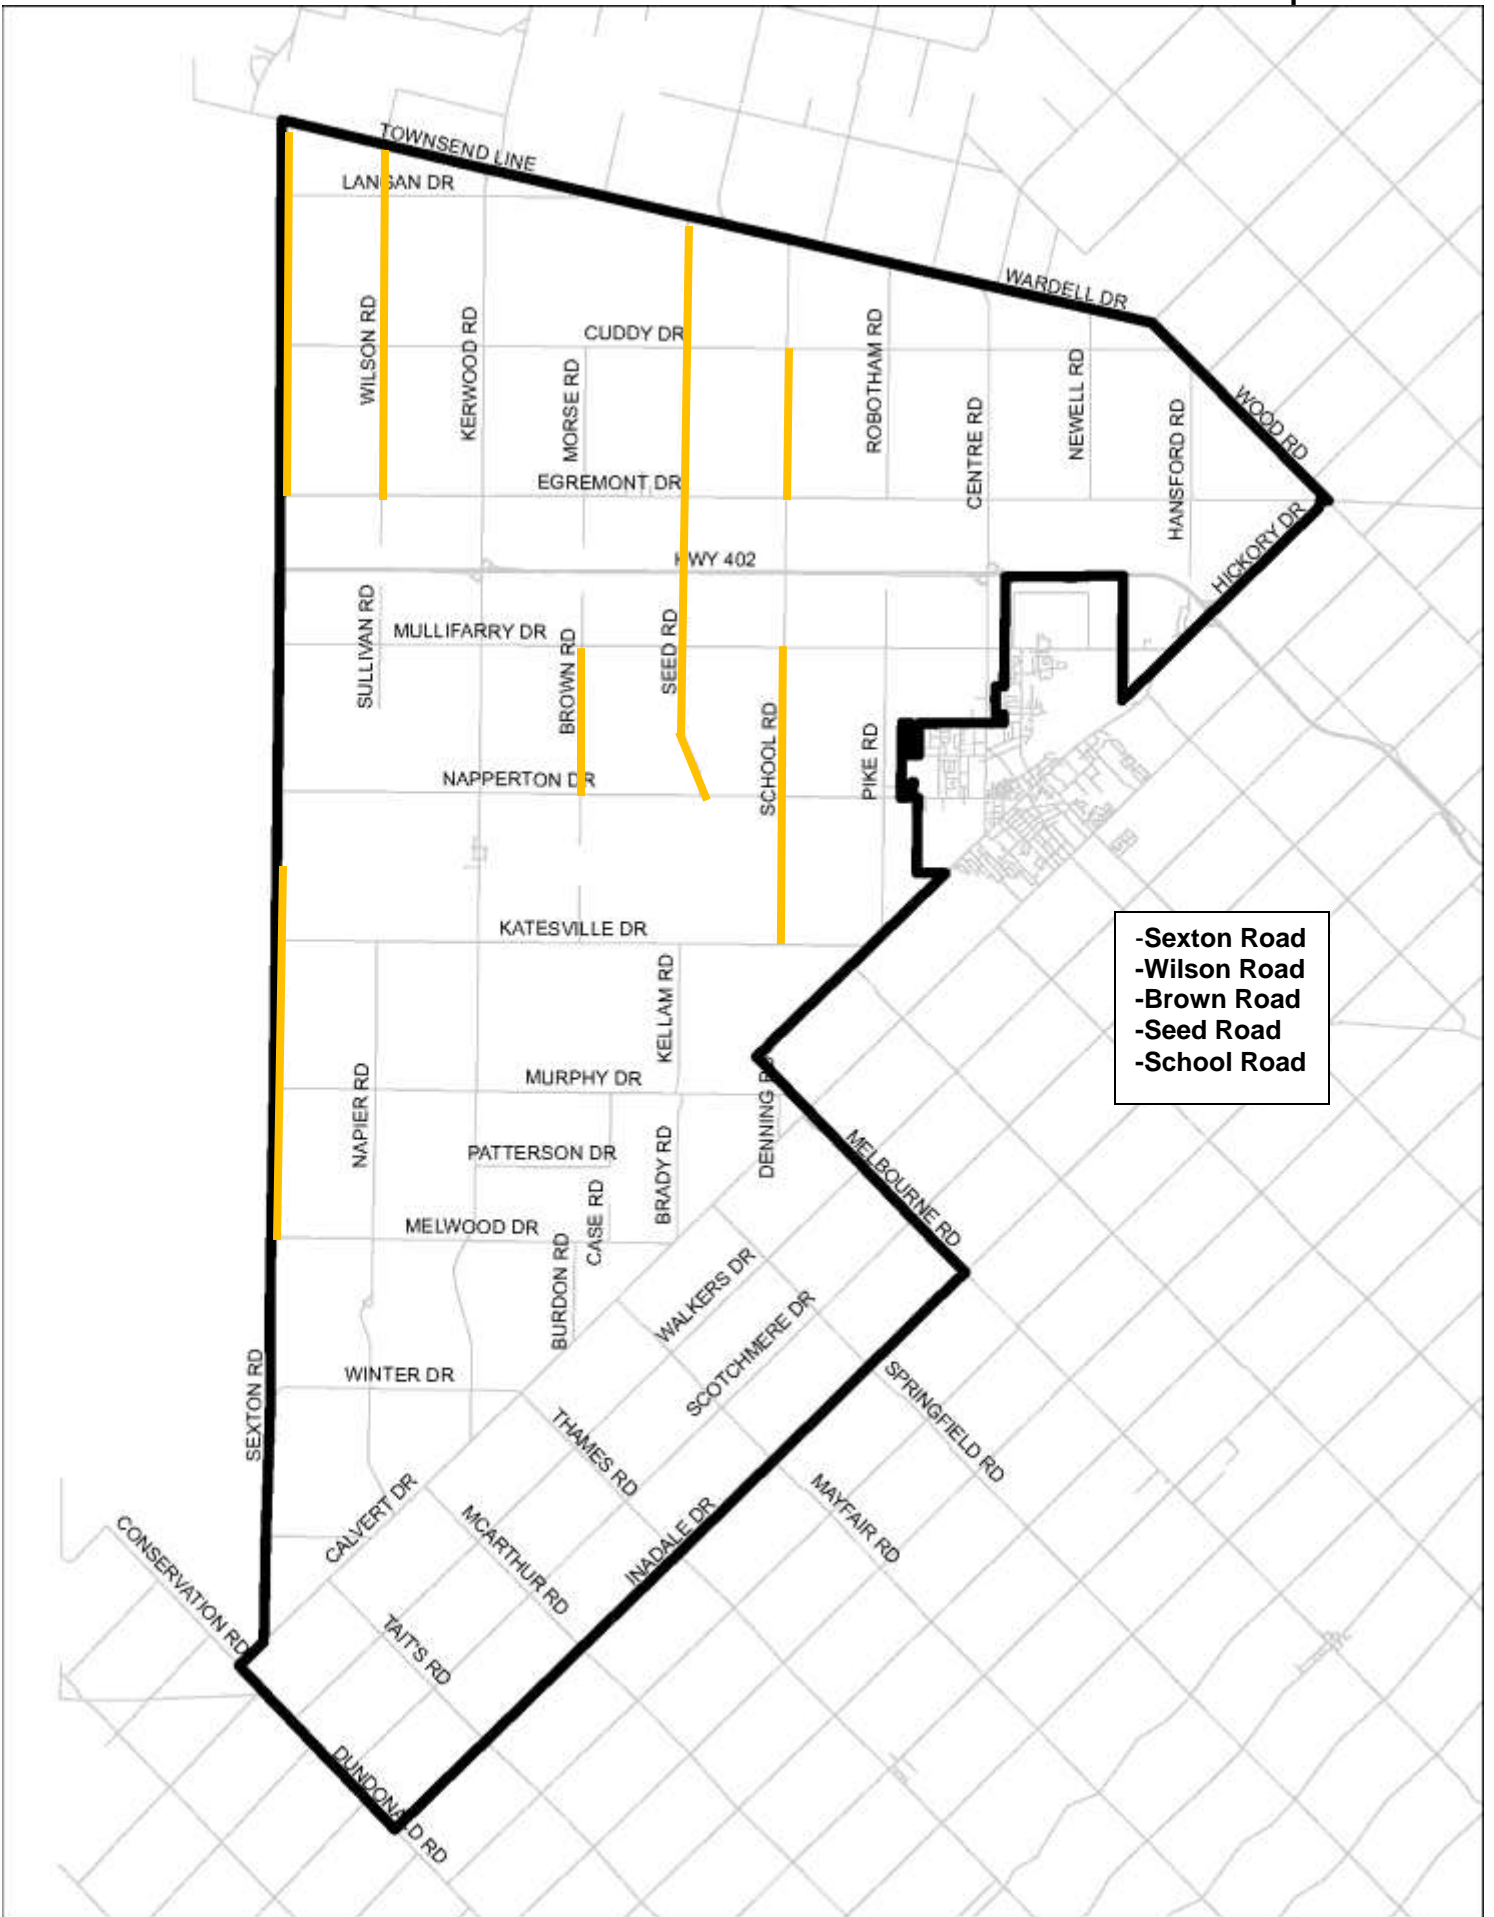 TOWNSEND LINE
LANGAN DR
WARDELL DR
WILSON RD
KERWOOD RD
CUDDY DR
MORSE RD
ROBOTHAM RD
CENTRE RD
NEWELL RD
HANSFORD RD
WOOD RD
EGREMONT DR
HICKORY DR
HWY 402
SULLIVAN RD
MULLIFARRY DR
BROWN RD
SEED RD
SCHOOL RD
PIKE RD
NAPPERTON DR
KATESVILLE DR
-Sexton Road
-Wilson Road
-Brown Road
-Seed Road
-School Road
KELLAM RD
NAPIER RD
MURPHY DR
DENNING RD
PATTERSON DR
BRADY RD
MELBOURNE RD
CASE RD
MELWOOD DR
BURDON RD
WALKERS DR
SCOTCHMERE DR
SEXTON RD
WINTER DR
SPRINGFIELD RD
THAMES RD
MAYFAIR RD
CALVERT DR
MCARTHUR RD
INADALE DR
CONSERVATION RD
TAIT'S RD
DUNDONALD RD